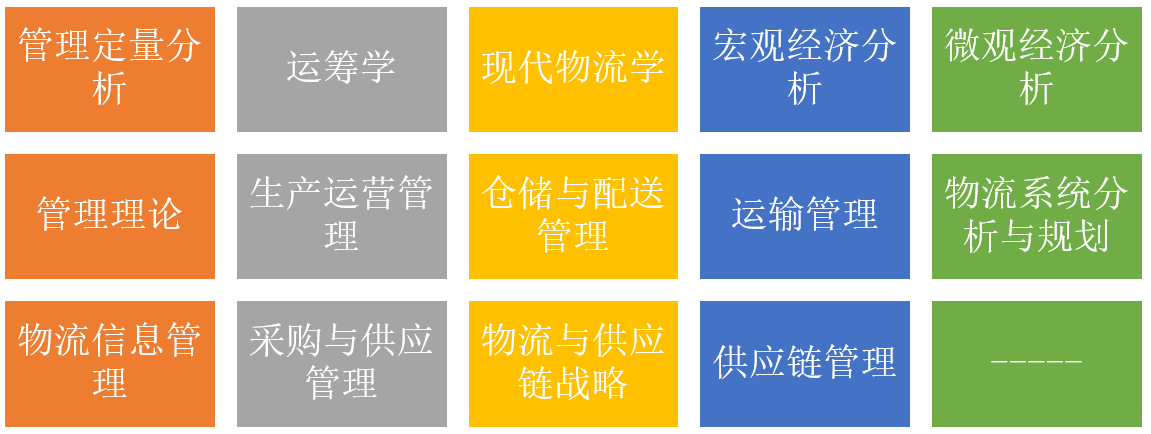 管理定量分
析
运筹学
现代物流学
宏观经济分
析
微观经济分
析
管理理论
生产运营管
理
仓储与配送
管理
运输管理
物流系统分
析与规划
物流信息管
理
采购与供应
管理
物流与供应
链战略
供应链管理
-----